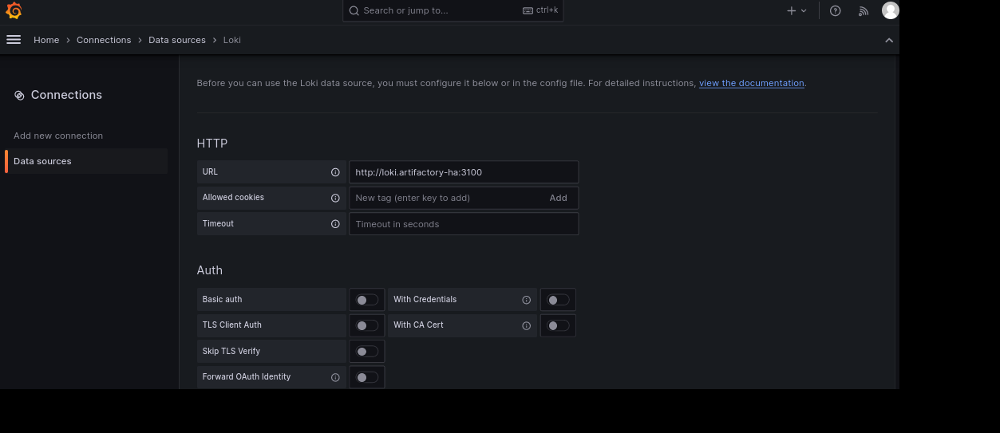 Search or jump to... ctrl+k
Home > Connections > Data sources > Loki
Connections
Add new connection
Data sources
Before you can use the Loki data source, you must configure it below or in the config file. For detailed instructions, view the documentation.
HTTP
URL http://loki.artifactory-ha:3100
Allowed cookies New tag (enter key to add) Add
Timeout Timeout in seconds
Auth
Basic auth With Credentials
TLS Client Auth With CA Cert
Skip TLS Verify
Forward OAuth Identity